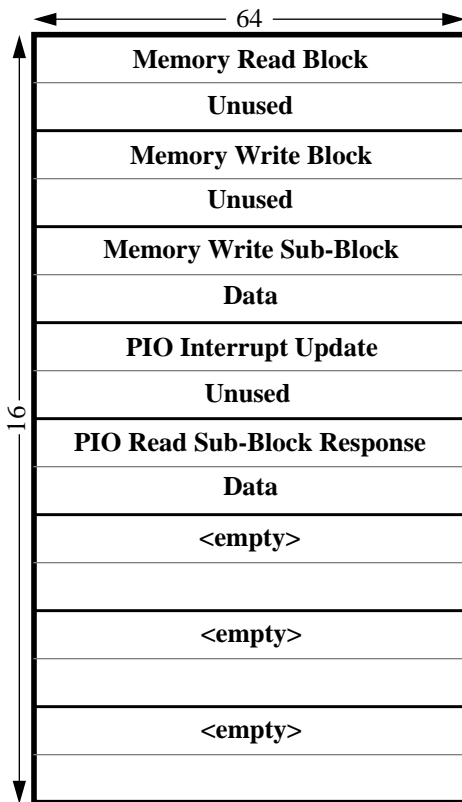 64
16
Memory Read Block
Unused
Memory Write Block
Unused
Memory Write Sub-Block
Data
PIO Interrupt Update
Unused
PIO Read Sub-Block Response
Data
<empty>
<empty>
<empty>